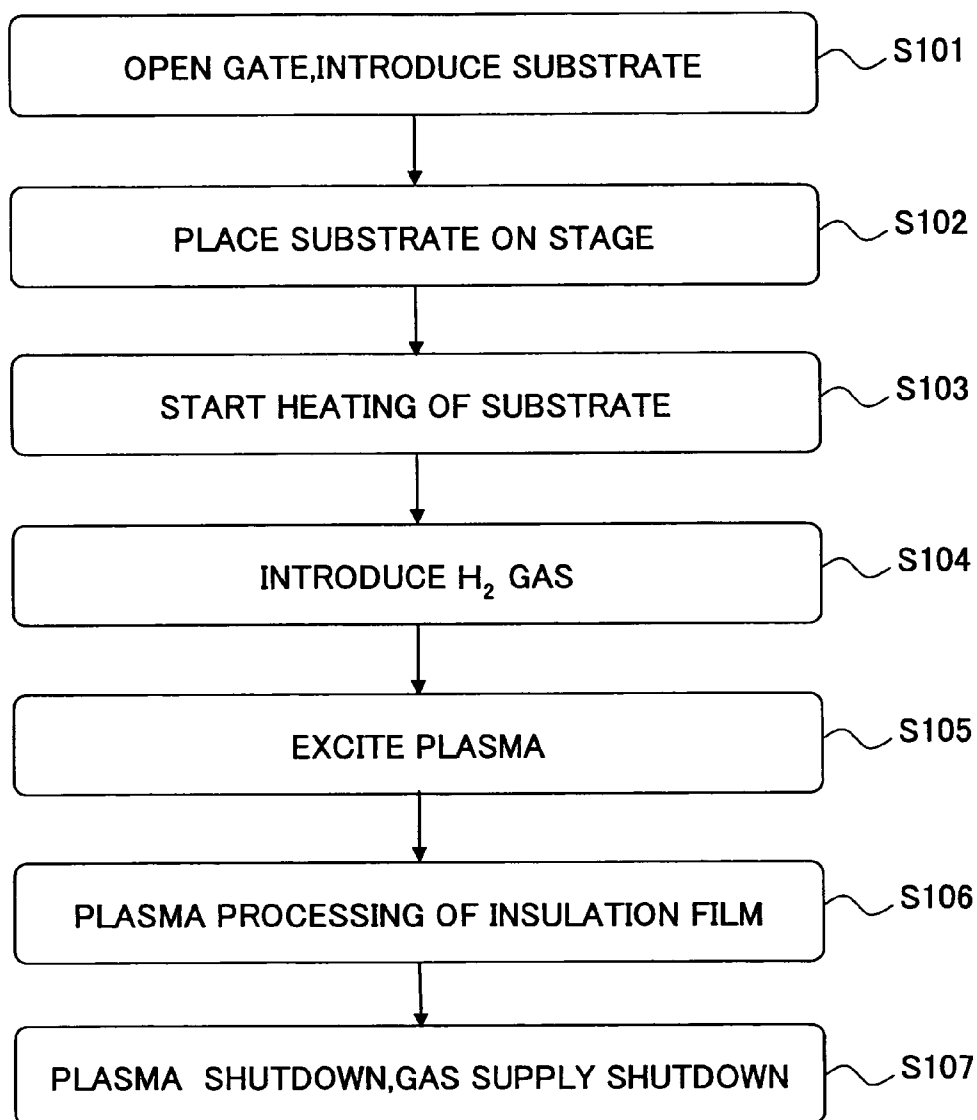 OPEN GATE,INTRODUCE SUBSTRATE
S101
PLACE SUBSTRATE ON STAGE
S102
START HEATING OF SUBSTRATE
S103
INTRODUCE H₂ GAS
S104
EXCITE PLASMA
S105
PLASMA PROCESSING OF INSULATION FILM
S106
PLASMA SHUTDOWN,GAS SUPPLY SHUTDOWN
S107